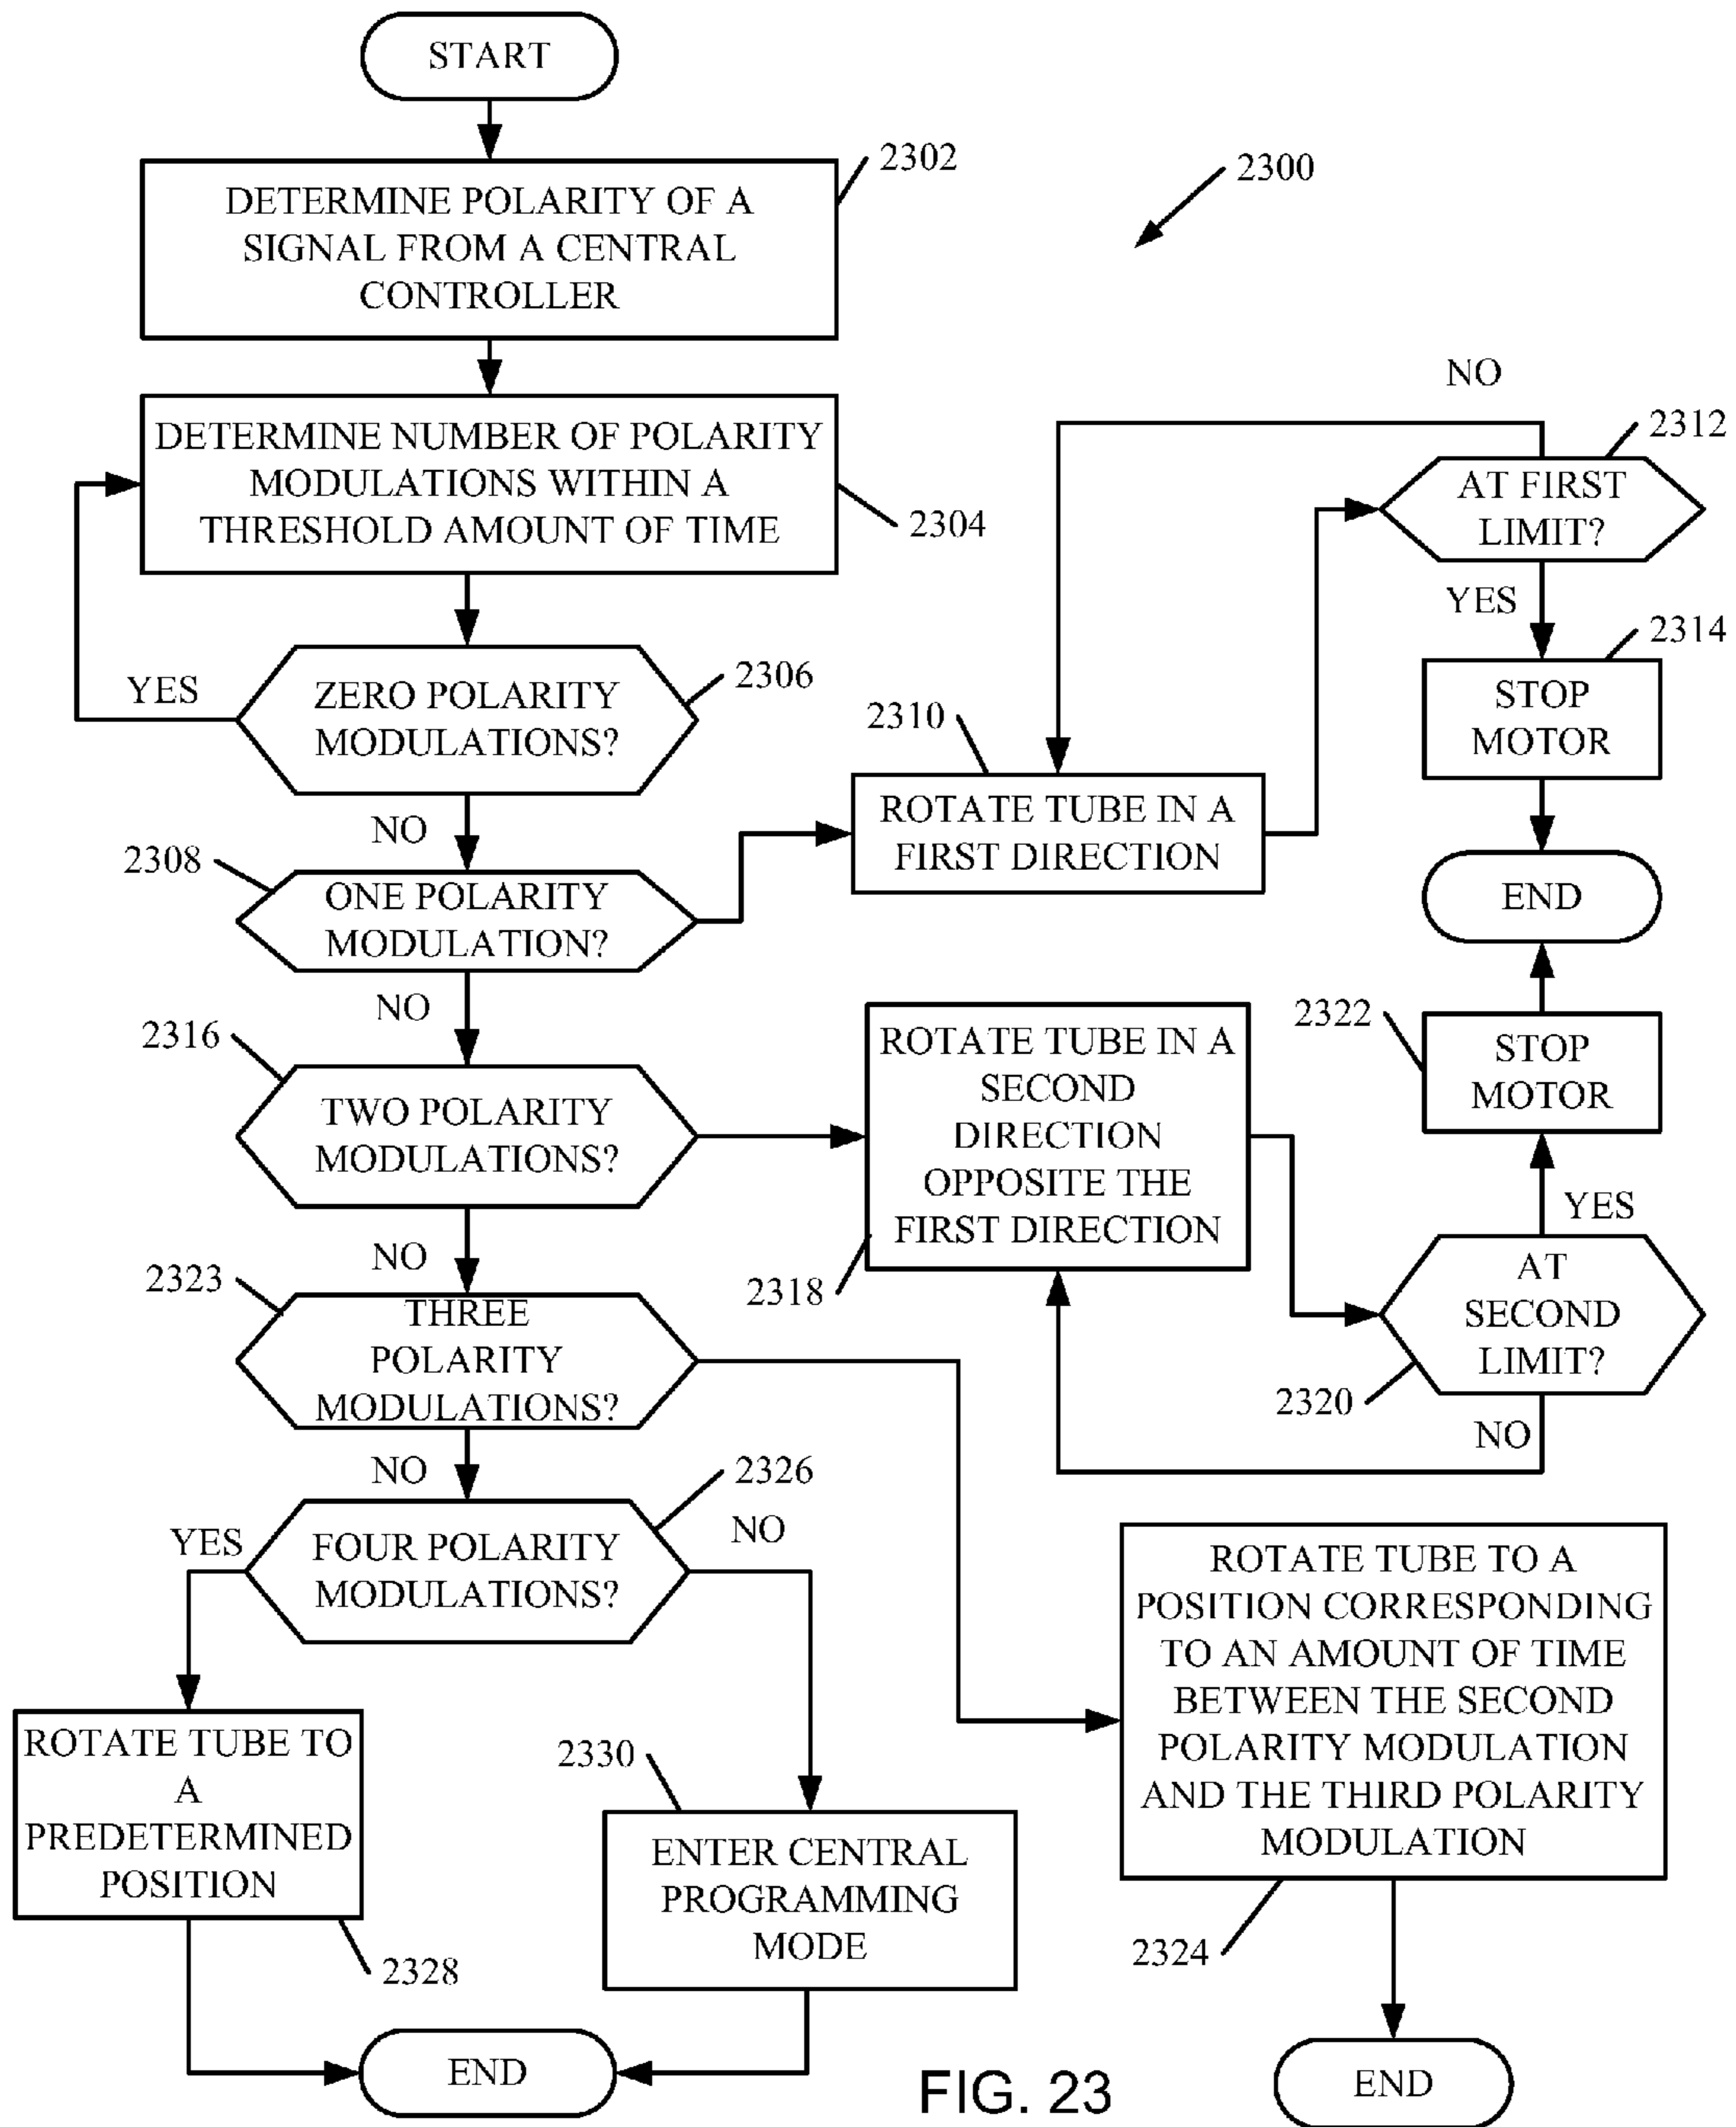 START
2302
DETERMINE POLARITY OF A
SIGNAL FROM A CENTRAL
CONTROLLER
2300
DETERMINE NUMBER OF POLARITY
MODULATIONS WITHIN A
THRESHOLD AMOUNT OF TIME
2304
NO
2312
AT FIRST
LIMIT?
YES
2314
STOP
MOTOR
END
YES
ZERO POLARITY
MODULATIONS?
2306
NO
2310
ROTATE TUBE IN A
FIRST DIRECTION
2308
ONE POLARITY
MODULATION?
NO
2316
TWO POLARITY
MODULATIONS?
ROTATE TUBE IN A
SECOND
DIRECTION
OPPOSITE THE
FIRST DIRECTION
2318
2322
STOP
MOTOR
YES
AT
SECOND
LIMIT?
2320
NO
NO
2323
THREE
POLARITY
MODULATIONS?
NO
2326
YES
FOUR POLARITY
MODULATIONS?
NO
ROTATE TUBE TO A
POSITION CORRESPONDING
TO AN AMOUNT OF TIME
BETWEEN THE SECOND
POLARITY MODULATION
AND THE THIRD POLARITY
MODULATION
2324
ROTATE TUBE TO
A
PREDETERMINED
POSITION
2328
2330
ENTER CENTRAL
PROGRAMMING
MODE
END
FIG. 23
END